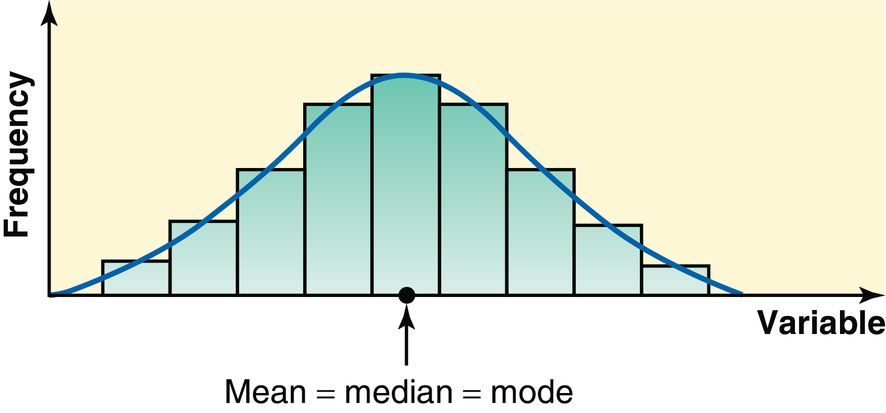 Frequency
Variable
Mean = median = mode